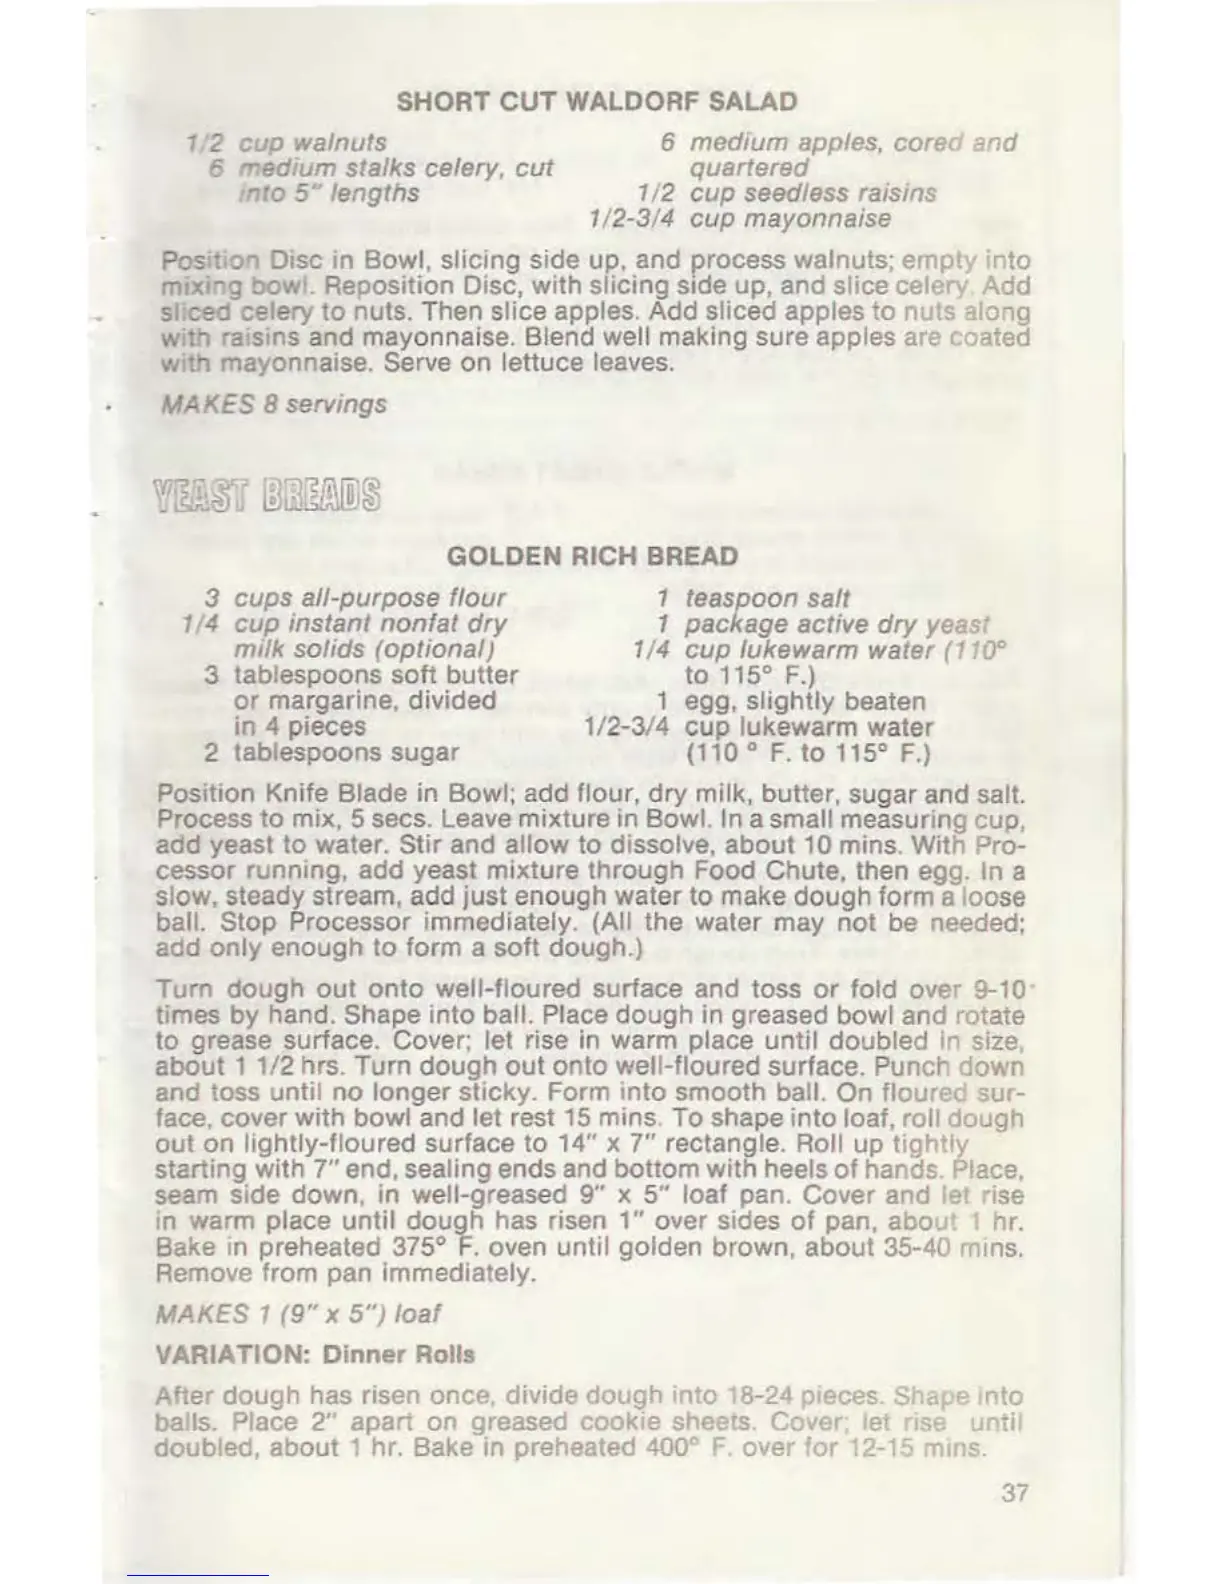 SHORT CUT WALDORF SALAD
1/2 cup walnuts
6 medium stalks celery, cut
into 5" lengths
6 medium apples, cored and
quartered
1/2 cup seedless raisins
1/2-3/4 cup mayonnaise
Position Disc in Bowl, slicing side up, and process walnuts; empty into
mixing bowl. Reposition Disc, with slicing side up, and slice celery. Add
sliced celery to nuts. Then slice apples. Add sliced apples to nuts along
with raisins and mayonnaise. Blend well making sure apples are coated
with mayonnaise. Serve on lettuce leaves.
MAKES 8 servings
YEAST BREADS
GOLDEN RICH BREAD
3 cups all-purpose flour
1/4 cup instant nonfat dry
milk solids (optional)
3 tablespoons soft butter
or margarine, divided
in 4 pieces
2 tablespoons sugar
1 teaspoon salt
1 package active dry yeast
1/4 cup lukewarm water (110°
to 115° F.)
1 egg, slightly beaten
1/2-3/4 cup lukewarm water
(110 ° F. to 115° F.)
Position Knife Blade in Bowl; add flour, dry milk, butter, sugar and salt.
Process to mix, 5 secs. Leave mixture in Bowl. In a small measuring cup,
add yeast to water. Stir and allow to dissolve, about 10 mins. With Pro-
cessor running, add yeast mixture through Food Chute, then egg. In a
slow, steady stream, add just enough water to make dough form a loose
ball. Stop Processor immediately. (All the water may not be needed;
add only enough to form a soft dough.)
Turn dough out onto well-floured surface and toss or fold over 9-10
times by hand. Shape into ball. Place dough in greased bowl and rotate
to grease surface. Cover; let rise in warm place until doubled in size,
about 1 1/2 hrs. Turn dough out onto well-floured surface. Punch down
and toss until no longer sticky. Form into smooth ball. On floured sur-
face, cover with bowl and let rest 15 mins. To shape into loaf, roll dough
out on lightly-floured surface to 14" x 7" rectangle. Roll up tightly
starting with 7" end, sealing ends and bottom with heels of hands. Place,
seam side down, in well-greased 9" x 5" loaf pan. Cover and let rise
in warm place until dough has risen 1" over sides of pan, about 1 hr.
Bake in preheated 375° F. oven until golden brown, about 35-40 mins.
Remove from pan immediately.
MAKES 1 (9" x 5") loaf
VARIATION: Dinner Rolls
After dough has risen once, divide dough into 18-24 pieces. Shape into
balls. Place 2" apart on greased cookie sheets. Cover; let rise until
doubled, about 1 hr. Bake in preheated 400° F. over for 12-15 mins.
37